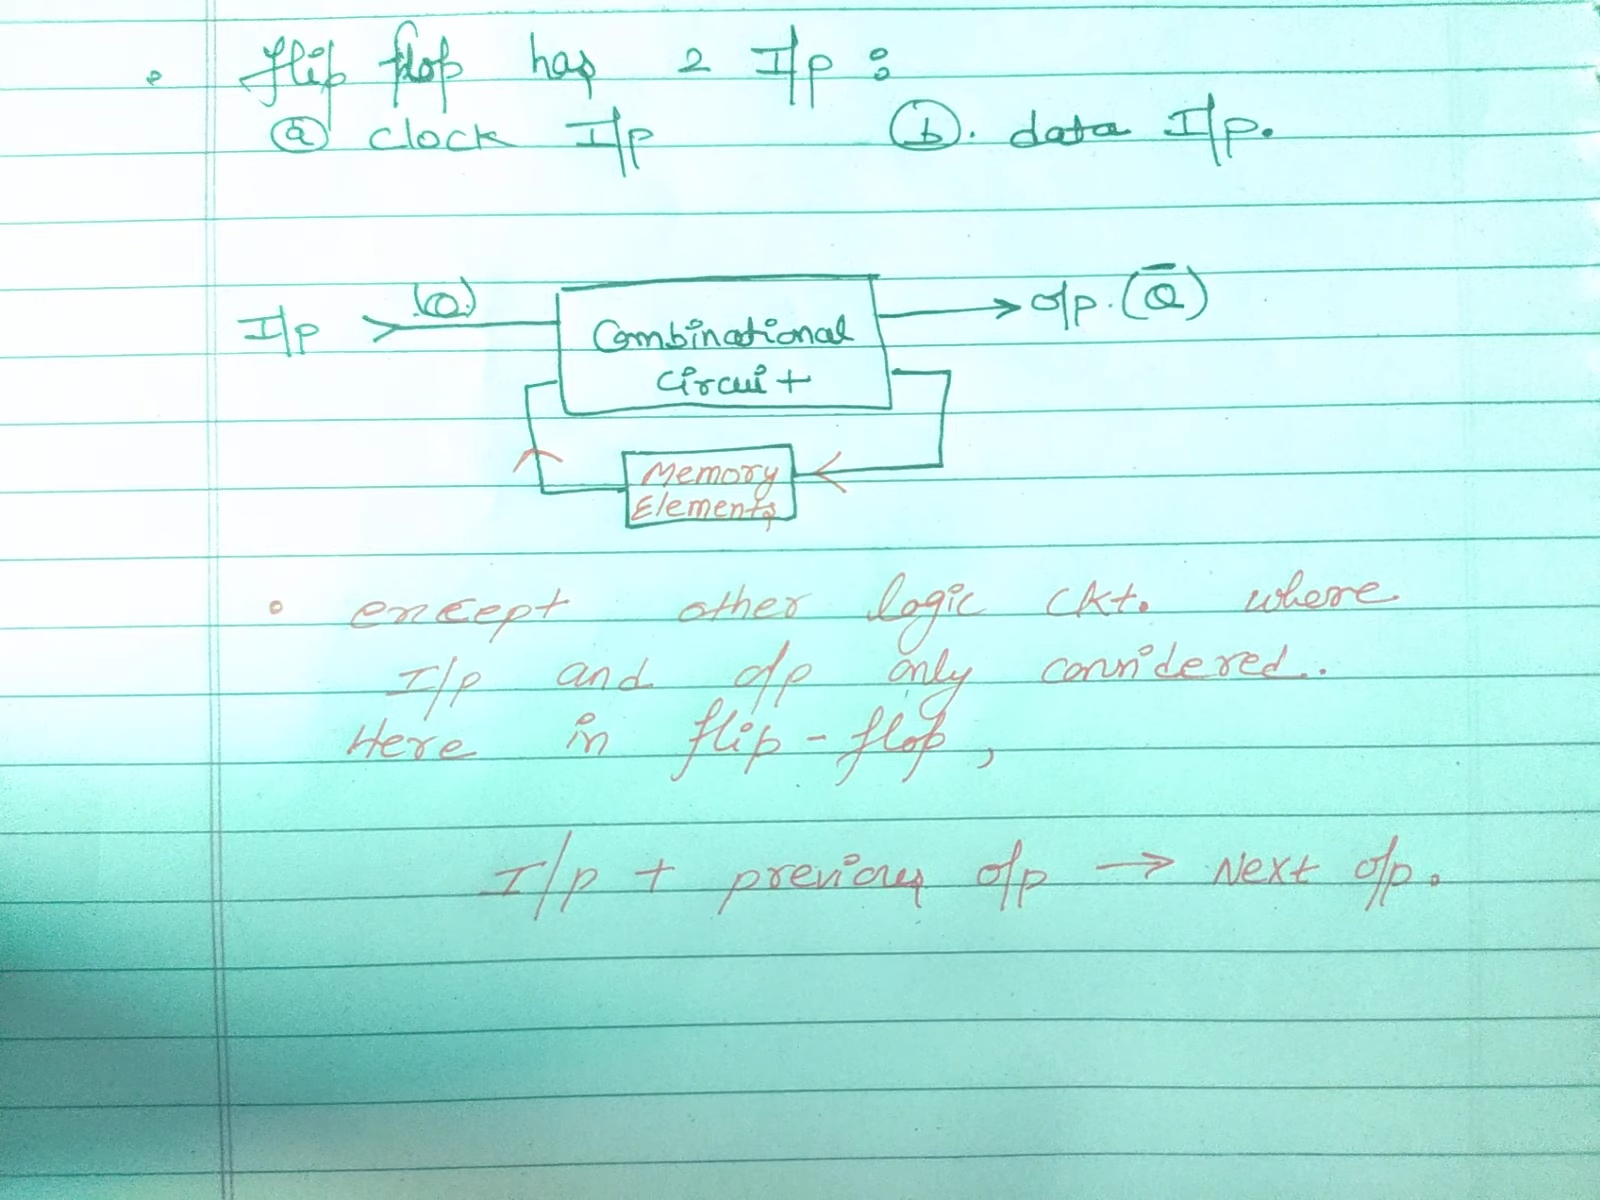 • flip flop has 2 I/p :
ⓐ clock I/p ⓑ. data I/p.
I/p (Q) Combinational Circuit o/p. (Q̅)
Memory
Elements
• except other logic ckt. where
I/p and o/p only considered.
Here in flip-flop,
I/p + previous o/p → Next o/p.